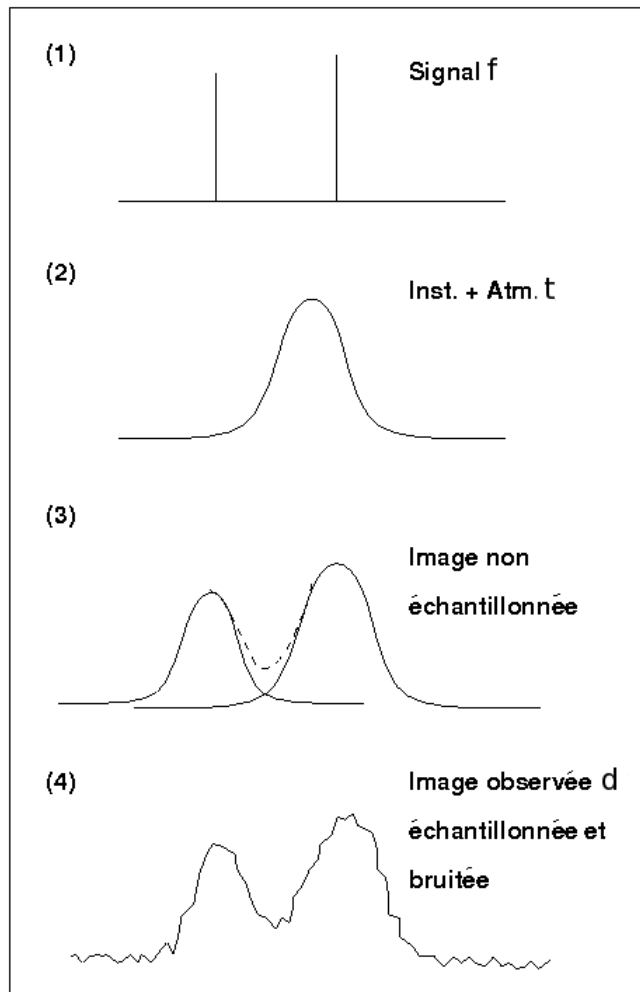 (1)
Signal f
(2)
Inst. + Atm. t
(3)
Image non
échantillonnée
(4)
Image observée d
échantillonnée et
bruitée